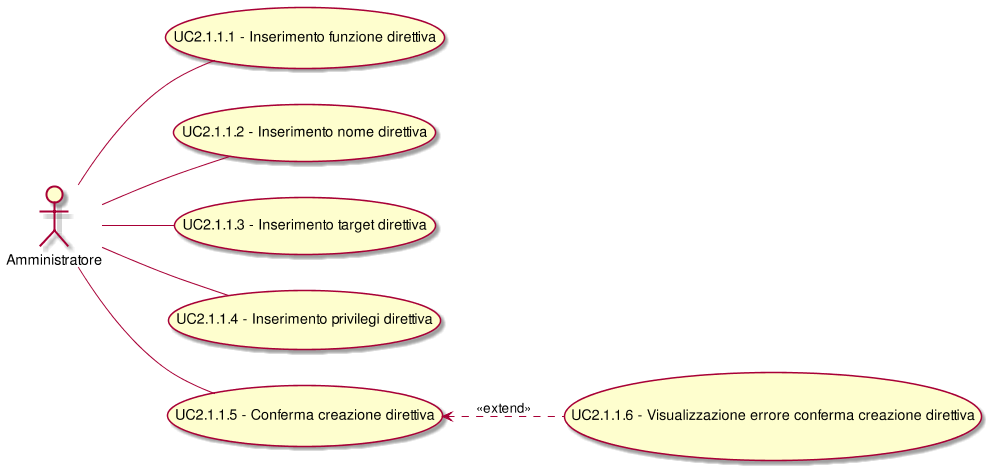 UC2.1.1.1 - Inserimento funzione direttiva
UC2.1.1.2 - Inserimento nome direttiva
UC2.1.1.3 - Inserimento target direttiva
Amministratore
UC2.1.1.4 - Inserimento privilegi direttiva
UC2.1.1.5 - Conferma creazione direttiva
«extend»
UC2.1.1.6 - Visualizzazione errore conferma creazione direttiva